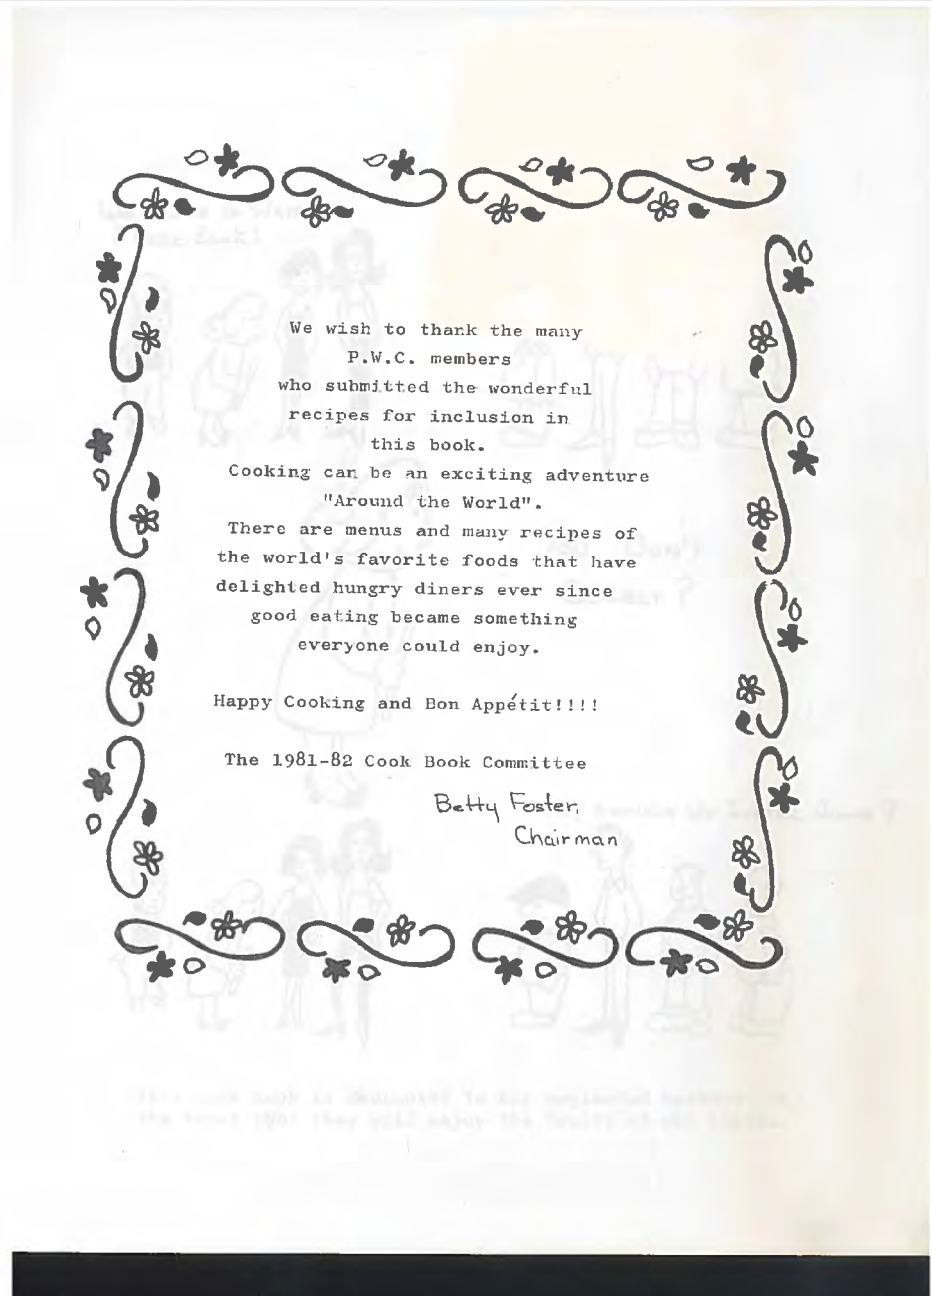 We wish to thank the many
P.W.C. members
who submitted the wonderful
recipes for inclusion in
this book.
Cooking can be an exciting adventure
"Around the World".
There are menus and many recipes of
the world's favorite foods that have
delighted hungry diners ever since
good eating became something
everyone could enjoy.
Happy Cooking and Bon Appétit!!!!
The 1981-82 Cook Book Committee
Betty Foster,
Chairman